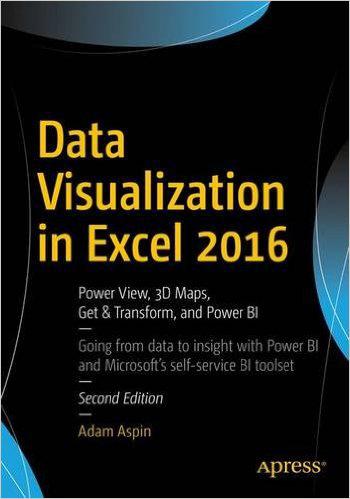 Data
Visualization
in Excel 2016
Power View, 3D Maps,
Get & Transform, and Power BI
—
Going from data to insight with Power BI
and Microsoft's self-service BI toolset
—
Second Edition
—
Adam Aspin
Apress®